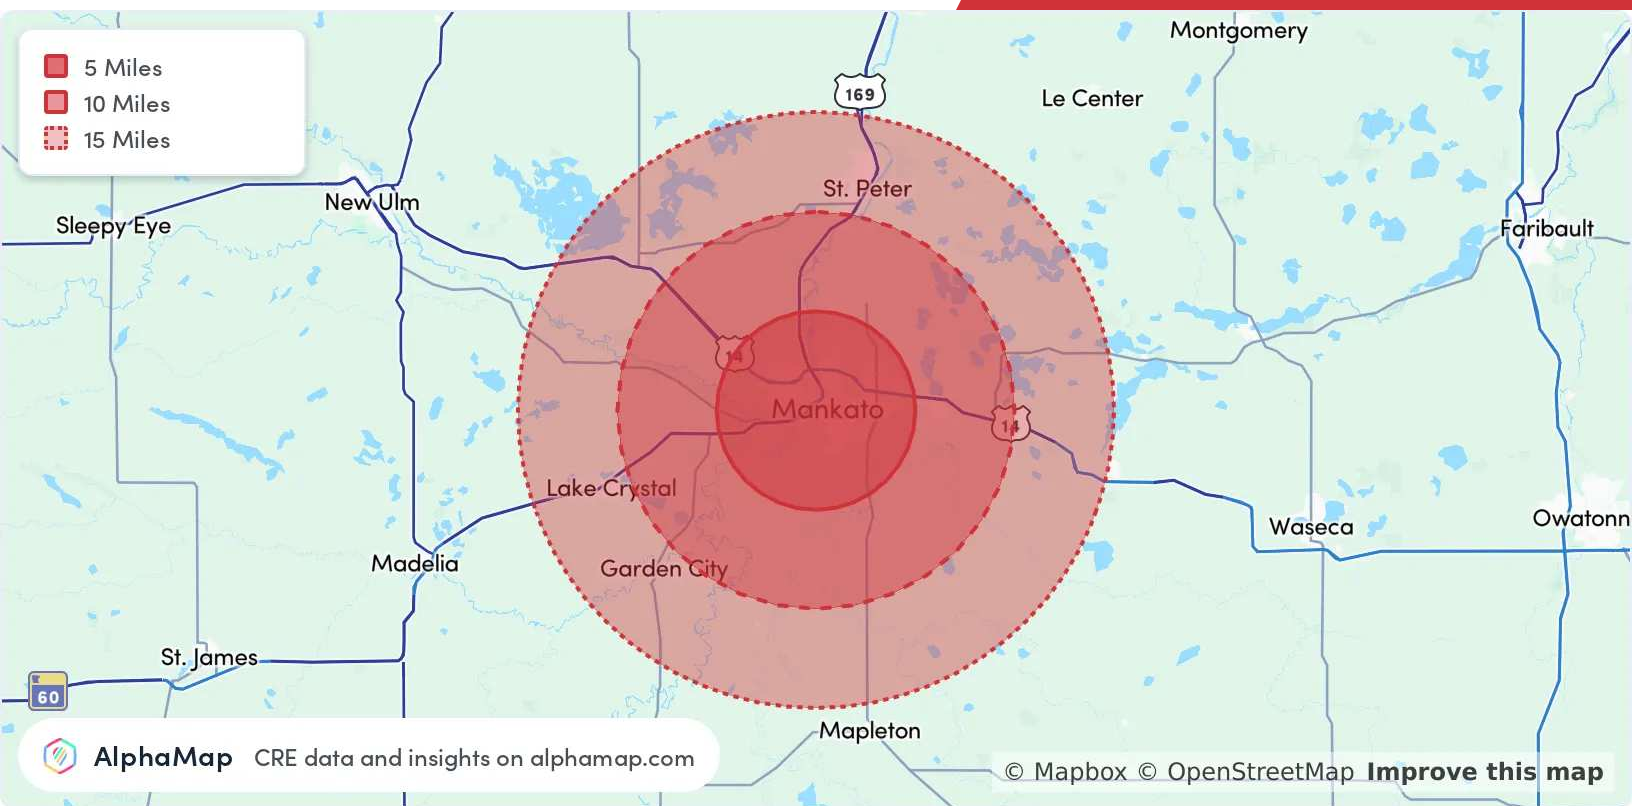 5 Miles
10 Miles
15 Miles
Montgomery
169
Le Center
St. Peter
New Ulm
Sleepy Eye
Faribault
14
Mankato
14
Lake Crystal
Waseca
Owatonn
Madelia
Garden City
St. James
60
Mapleton
AlphaMap CRE data and insights on alphamap.com
© Mapbox © OpenStreetMap Improve this map